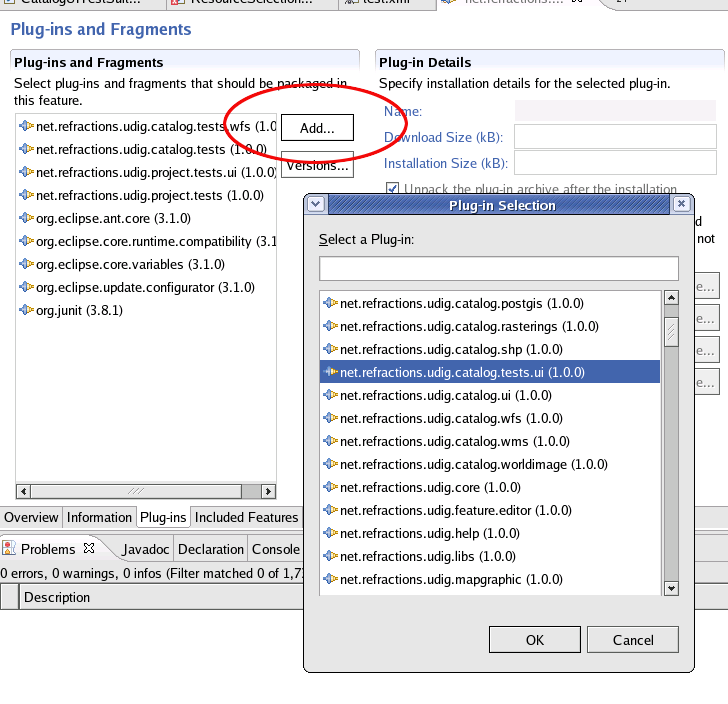 test.xml
Plug-ins and Fragments
Plug-ins and Fragments
Select plug-ins and fragments that should be packaged in
this feature.
net.refractions.udig.catalog.tests.wfs (1.0
net.refractions.udig.catalog.tests (1.0.0)
net.refractions.udig.project.tests.ui (1.0.0)
net.refractions.udig.project.tests (1.0.0)
org.eclipse.ant.core (3.1.0)
org.eclipse.core.runtime.compatibility (3.1
org.eclipse.core.variables (3.1.0)
org.eclipse.update.configurator (3.1.0)
org.junit (3.8.1)
Add...
Versions...
Plug-in Details
Specify installation details for the selected plug-in.
Name:
Download Size (kB):
Installation Size (kB):
Unpack the plug-in archive after the installation
d
not
e...
e...
e...
e...
Plug-in Selection
Select a Plug-in:
net.refractions.udig.catalog.postgis (1.0.0)
net.refractions.udig.catalog.rasterings (1.0.0)
net.refractions.udig.catalog.shp (1.0.0)
net.refractions.udig.catalog.tests.ui (1.0.0)
net.refractions.udig.catalog.ui (1.0.0)
net.refractions.udig.catalog.wfs (1.0.0)
net.refractions.udig.catalog.wms (1.0.0)
net.refractions.udig.catalog.worldimage (1.0.0)
net.refractions.udig.core (1.0.0)
net.refractions.udig.feature.editor (1.0.0)
net.refractions.udig.help (1.0.0)
net.refractions.udig.libs (1.0.0)
net.refractions.udig.mapgraphic (1.0.0)
OK Cancel
Overview Information Plug-ins Included Features
Problems Javadoc Declaration Console
0 errors, 0 warnings, 0 infos (Filter matched 0 of 1,7
Description